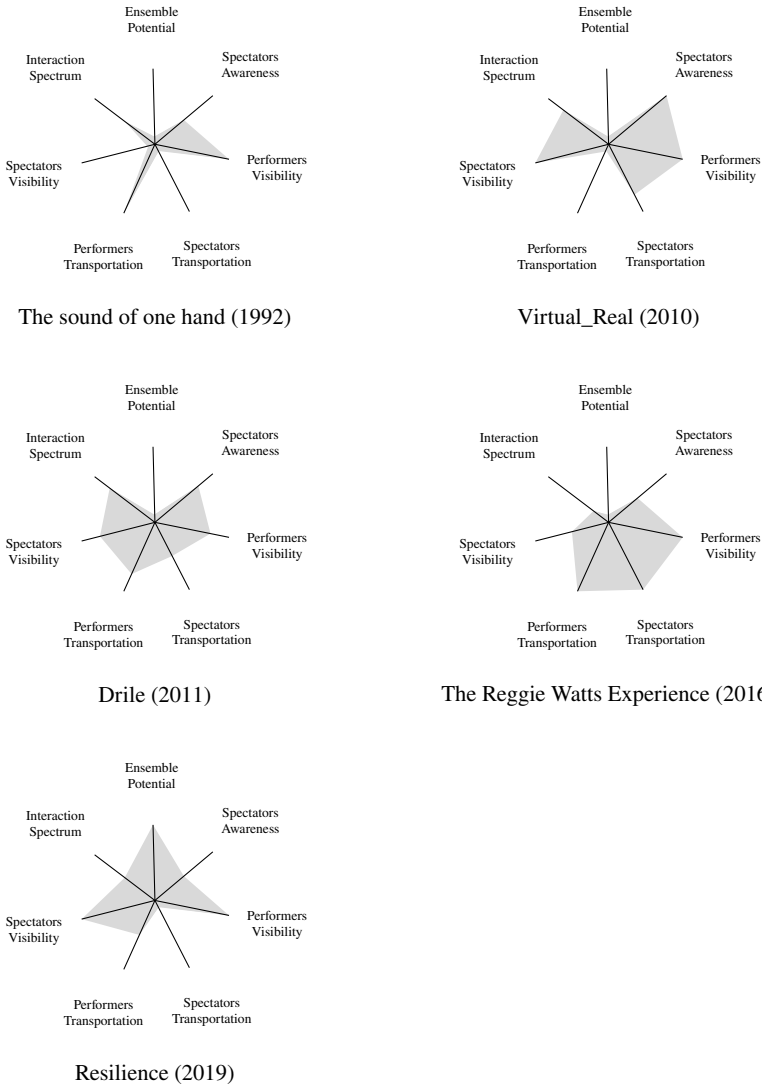 Ensemble
Potential
Interaction
Spectrum
Spectators
Awareness
Spectators
Visibility
Performers
Visibility
Performers
Transportation
Spectators
Transportation
The sound of one hand (1992)
Ensemble
Potential
Interaction
Spectrum
Spectators
Awareness
Spectators
Visibility
Performers
Visibility
Performers
Transportation
Spectators
Transportation
Virtual_Real (2010)
Ensemble
Potential
Interaction
Spectrum
Spectators
Awareness
Spectators
Visibility
Performers
Visibility
Performers
Transportation
Spectators
Transportation
Drile (2011)
Ensemble
Potential
Interaction
Spectrum
Spectators
Awareness
Spectators
Visibility
Performers
Visibility
Performers
Transportation
Spectators
Transportation
The Reggie Watts Experience (2016
Ensemble
Potential
Interaction
Spectrum
Spectators
Awareness
Spectators
Visibility
Performers
Visibility
Performers
Transportation
Spectators
Transportation
Resilience (2019)